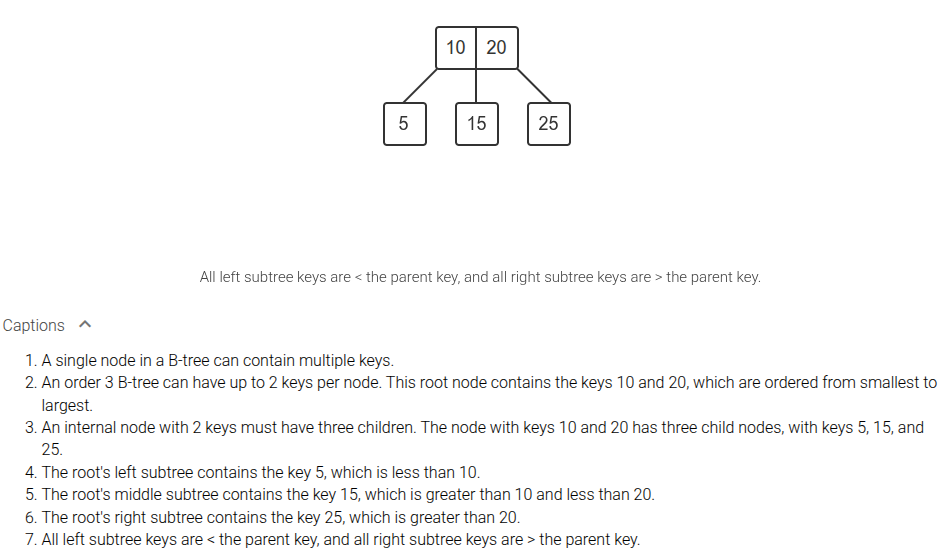 10 20
5 15 25
All left subtree keys are < the parent key, and all right subtree keys are > the parent key.
Captions
1. A single node in a B-tree can contain multiple keys.
2. An order 3 B-tree can have up to 2 keys per node. This root node contains the keys 10 and 20, which are ordered from smallest to
largest.
3. An internal node with 2 keys must have three children. The node with keys 10 and 20 has three child nodes, with keys 5, 15, and
25.
4. The root's left subtree contains the key 5, which is less than 10.
5. The root's middle subtree contains the key 15, which is greater than 10 and less than 20.
6. The root's right subtree contains the key 25, which is greater than 20.
7. All left subtree keys are < the parent key, and all right subtree keys are > the parent key.